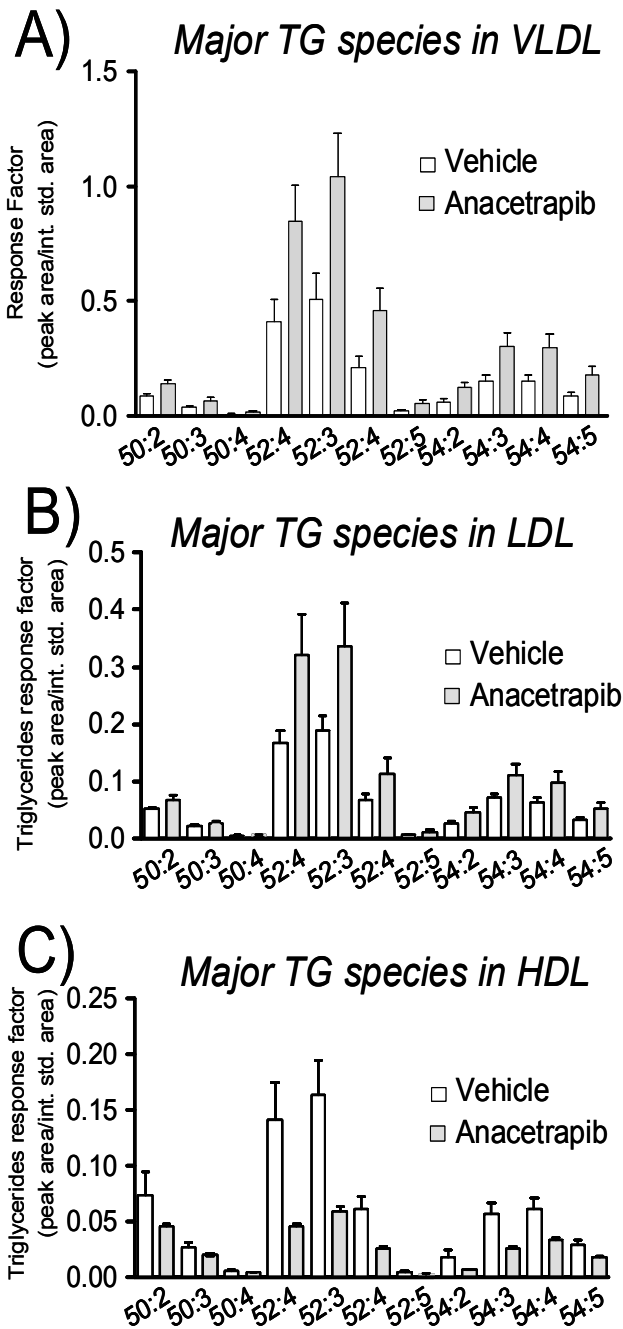 A) Major TG species in VLDL
Response Factor
(peak area/int. std. area)
1.5
1.0
0.5
0.0
Vehicle
Anacetrapib
50:2 50:3 50:4 52:4 52:3 52:4 52:5 54:2 54:3 54:4 54:5
B) Major TG species in LDL
Triglycerides response factor
(peak area/int. std. area)
0.5
0.4
0.3
0.2
0.1
0.0
Vehicle
Anacetrapib
50:2 50:3 50:4 52:4 52:3 52:4 52:5 54:2 54:3 54:4 54:5
C) Major TG species in HDL
Triglycerides response factor
(peak area/int. std. area)
0.25
0.20
0.15
0.10
0.05
0.00
Vehicle
Anacetrapib
50:2 50:3 50:4 52:4 52:3 52:4 52:5 54:2 54:3 54:4 54:5